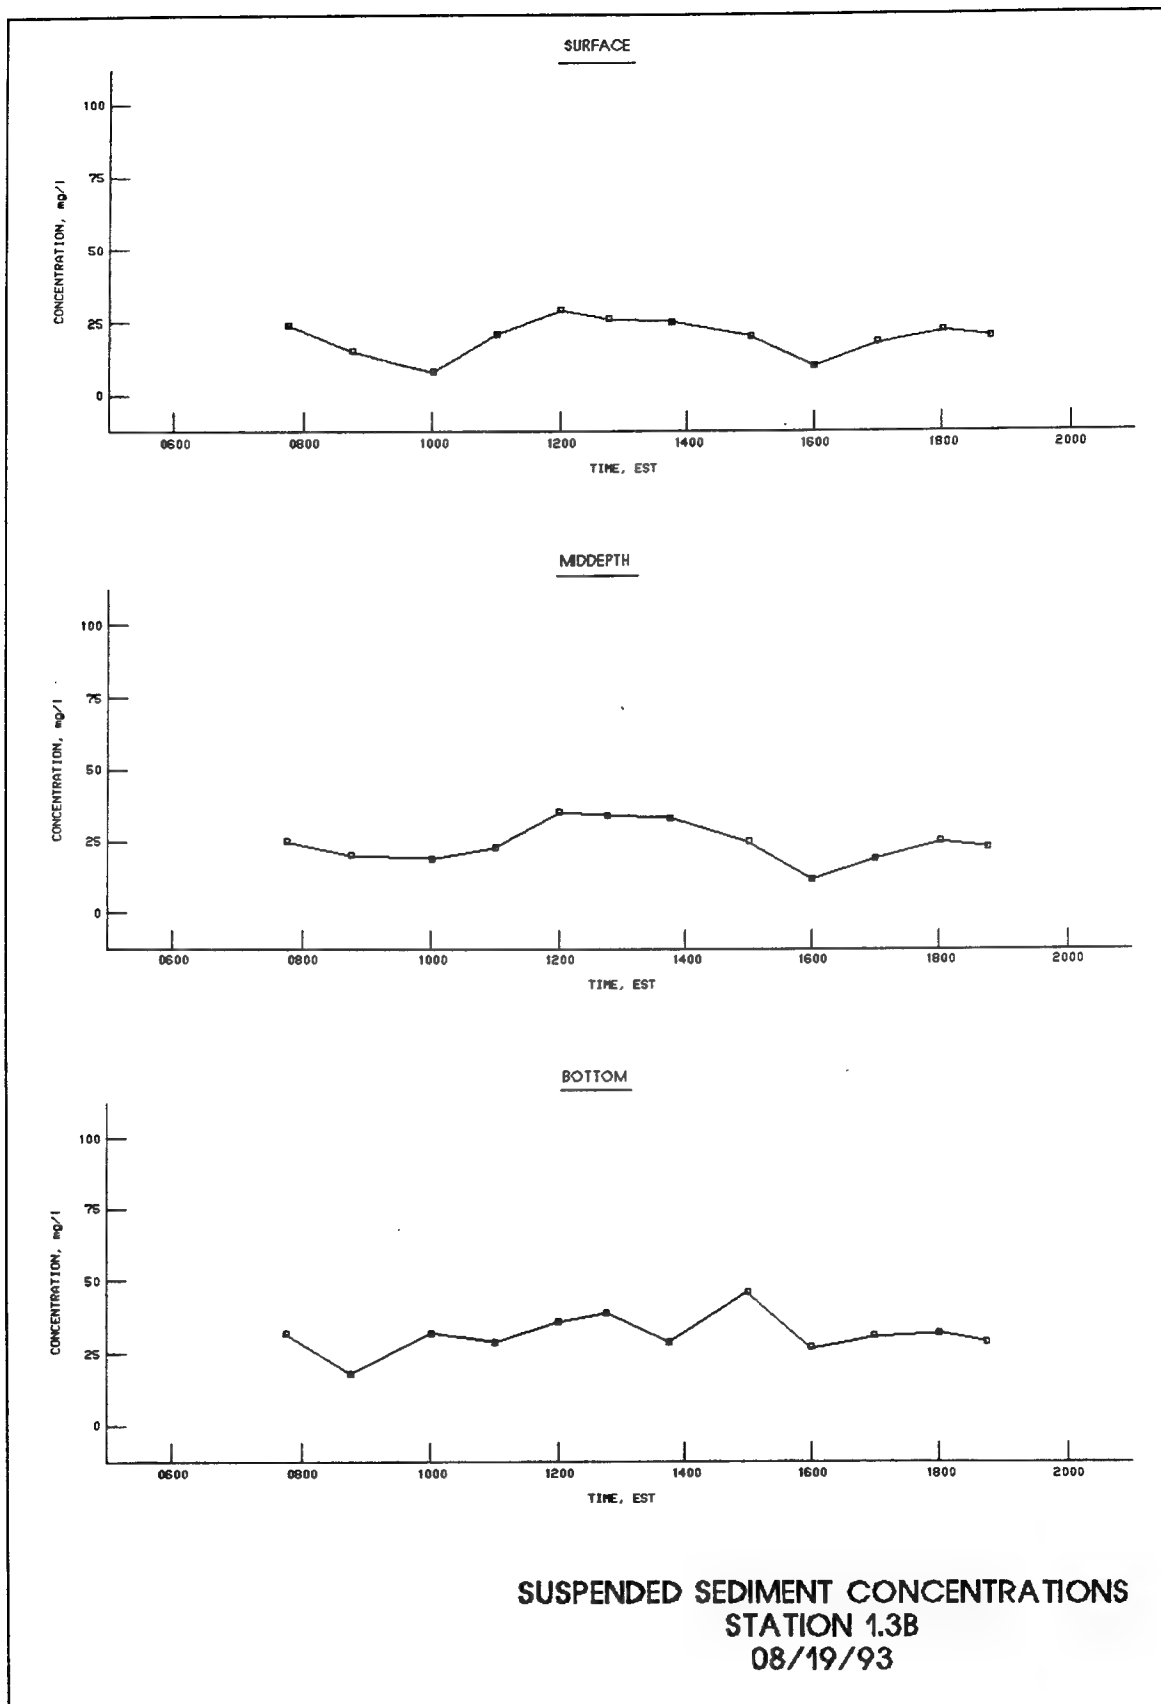 SURFACE
100
75
50
25
0
CONCENTRATION, mg/l
0600 0800 1000 1200 1400 1600 1800 2000
TIME, EST
MIDDEPTH
100
75
50
25
0
CONCENTRATION, mg/l
0600 0800 1000 1200 1400 1600 1800 2000
TIME, EST
BOTTOM
100
75
50
25
0
CONCENTRATION, mg/l
0600 0800 1000 1200 1400 1600 1800 2000
TIME, EST
SUSPENDED SEDIMENT CONCENTRATIONS
STATION 1.3B
08/19/93